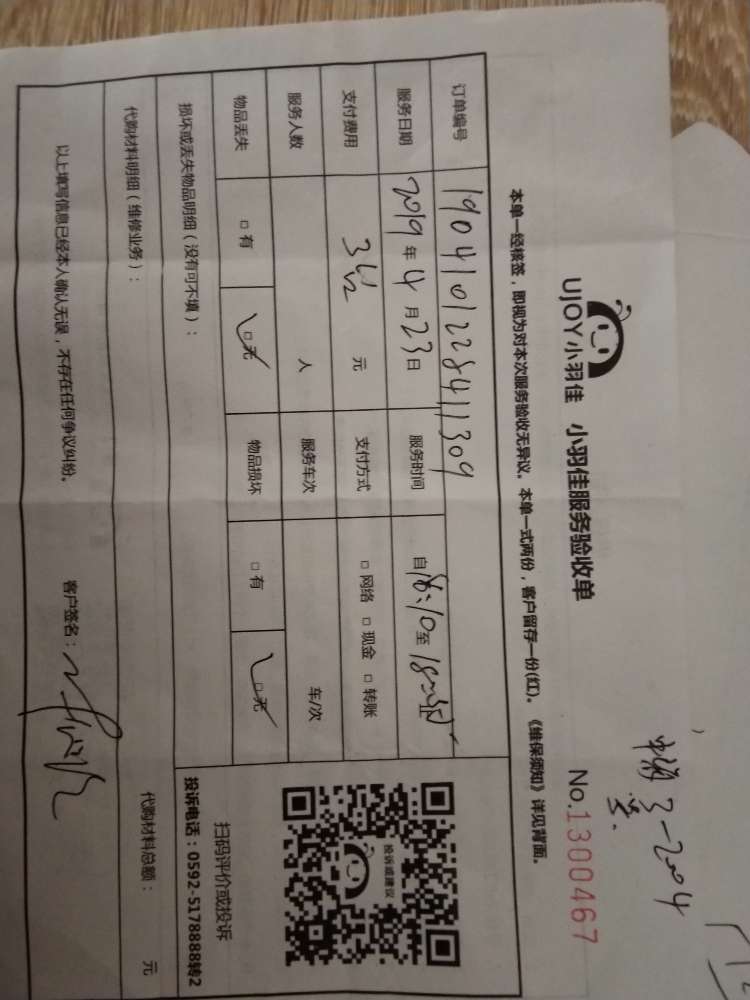 UJOY小羽佳 小羽佳服务验收单
No.1300467
本单一经核签，即视为对本次服务验收无异议。本单一式两份，客户留存一份(红)。《维保须知》详见背面。
订单编号 190410122841130９
服务日期 2019年4月23日 服务时间 自 至
支付费用 元 支付方式 □ 网络 □ 现金 □ 转账
服务人数 人 服务车次 车/次
物品丢失 □ 有 □ 无 物品损坏 □ 有 □ 无
损坏或丢失物品明细（没有可不填）：
代购材料明细（维修业务）：
代购材料总额： 元
以上填写信息已经本人确认无误，不存在任何争议纠纷。
客户签名：
投诉或建议
扫码评价或投诉
投诉电话：0592-5178888转2